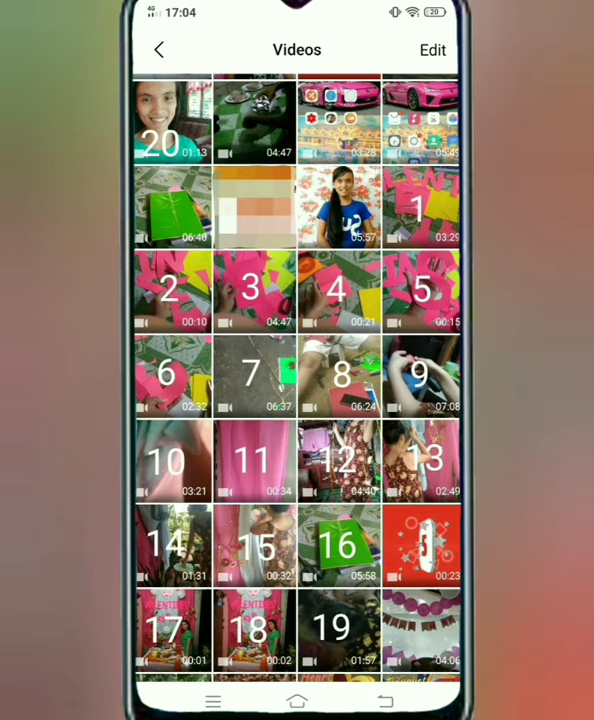 4G 17:04 20
Videos Edit
20 01:13 04:47 03:28 05:49
06:40 05:57 1 03:29
2 00:10 3 04:47 4 00:21 5 00:15
6 02:32 7 06:37 8 06:24 9 07:08
10 03:21 11 00:34 12 04:40 13 02:49
14 01:31 15 00:32 16 05:58 5 00:23
17 00:01 18 00:02 19 01:57 04:06